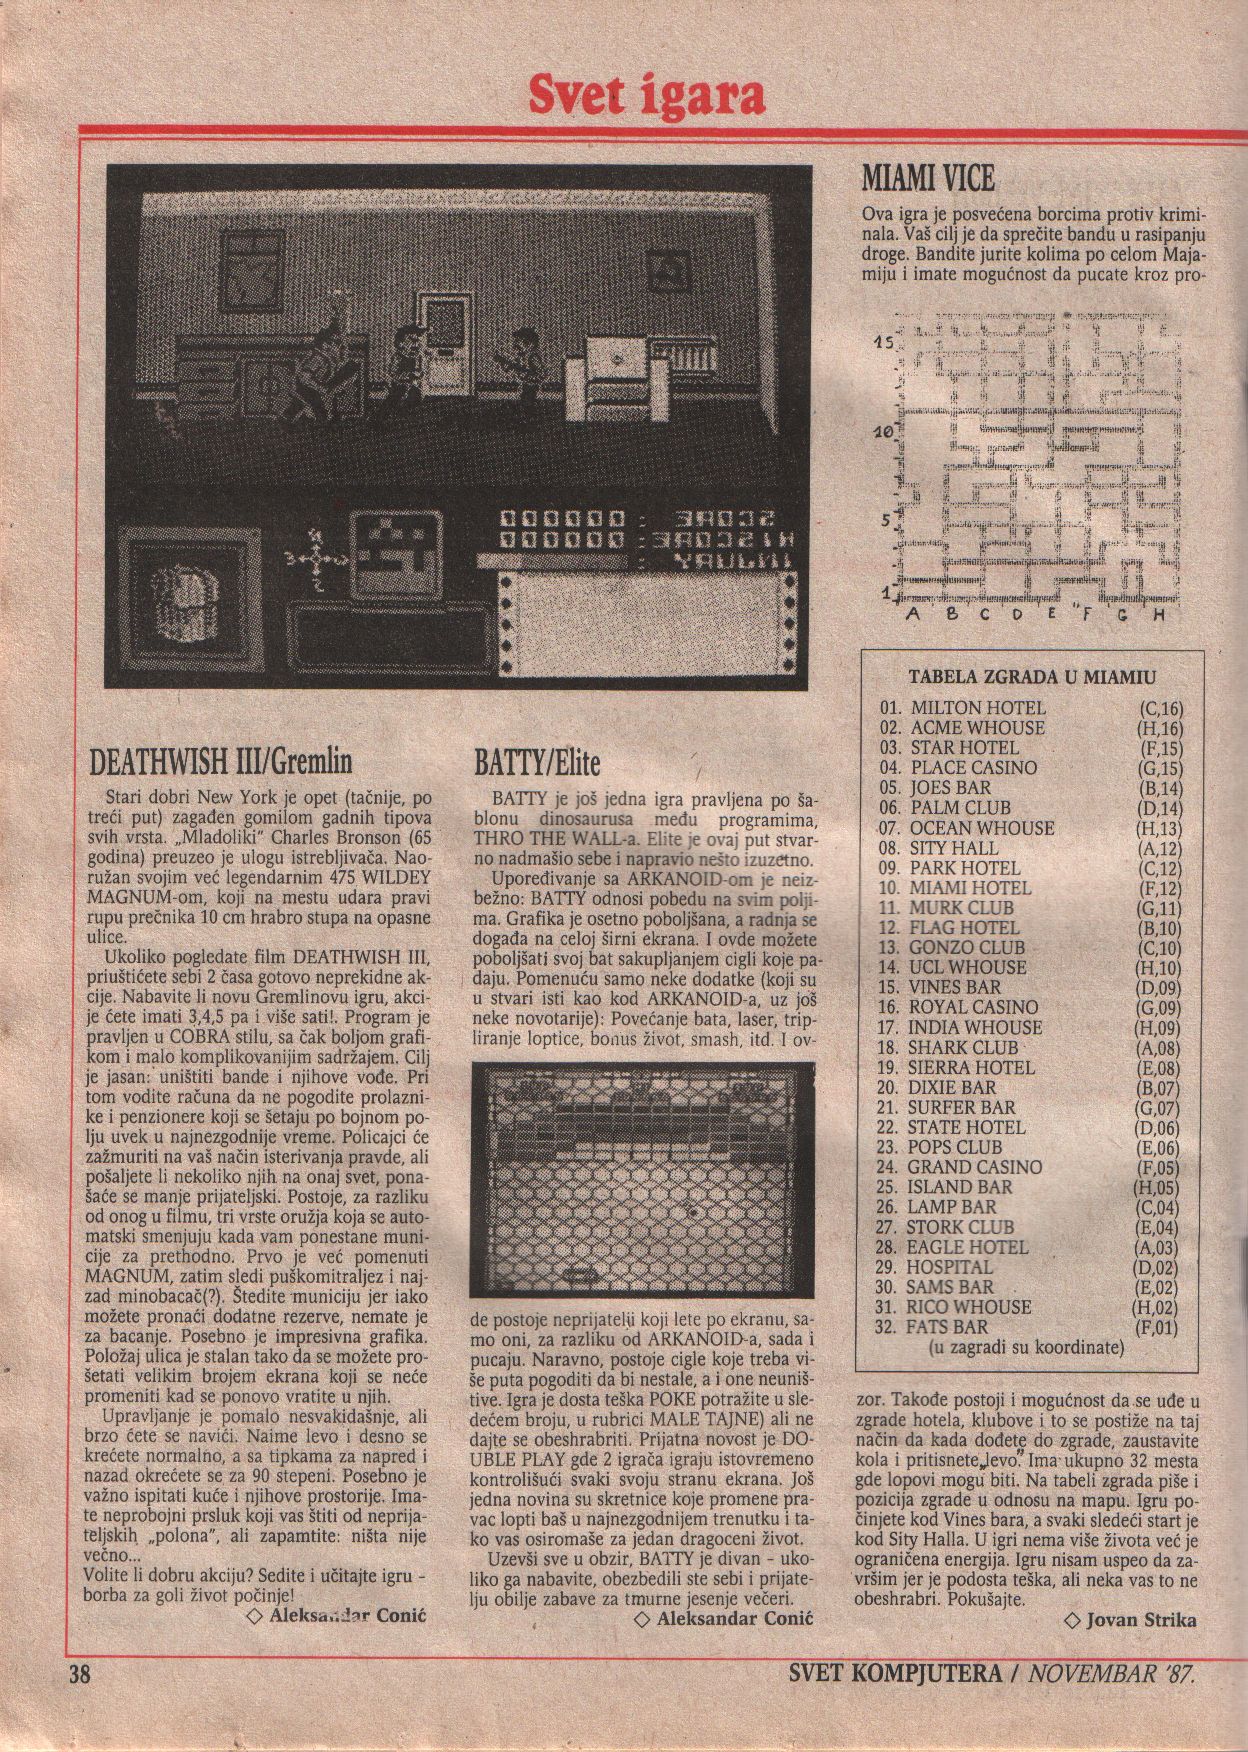 Svet igara
000000 : SCORE
000000 : HISCORE
: INJURY
DEATHWISH III/Gremlin
Stari dobri New York je opet (tačnije, po
treći put) zagađen gomilom gadnih tipova
svih vrsta. „Mladoliki" Charles Bronson (65
godina) preuzeo je ulogu istrebljivača. Nao-
ružan svojim već legendarnim 475 WILDEY
MAGNUM-om, koji na mestu udara pravi
rupu prečnika 10 cm hrabro stupa na opasne
ulice.
Ukoliko pogledate film DEATHWISH III,
priuštićete sebi 2 časa gotovo neprekidne ak-
cije. Nabavite li novu Gremlinovu igru, akci-
je ćete imati 3,4,5 pa i više sati!. Program je
pravljen u COBRA stilu, sa čak boljom grafi-
kom i malo komplikovanijim sadržajem. Cilj
je jasan: uništiti bande i njihove vođe. Pri
tom vodite računa da ne pogodite prolazni-
ke i penzionere koji se šetaju po bojnom po-
lju uvek u najnezgodnije vreme. Policajci će
zažmuriti na vaš način isterivanja pravde, ali
pošaljete li nekoliko njih na onaj svet, pona-
šaće se manje prijateljski. Postoje, za razliku
od onog u filmu, tri vrste oružja koja se auto-
matski smenjuju kada vam ponestane muni-
cije za prethodno. Prvo je već pomenuti
MAGNUM, zatim sledi puškomitraljez i naj-
zad minobacač(?). Štedite municiju jer iako
možete pronaći dodatne rezerve, nemate je
za bacanje. Posebno je impresivna grafika.
Položaj ulica je stalan tako da se možete pro-
šetati velikim brojem ekrana koji se neće
promeniti kad se ponovo vratite u njih.
Upravljanje je pomalo nesvakidašnje, ali
brzo ćete se navići. Naime levo i desno se
krećete normalno, a sa tipkama za napred i
nazad okrećete se za 90 stepeni. Posebno je
važno ispitati kuće i njihove prostorije. Ima-
te neprobojni prsluk koji vas štiti od neprija-
teljskih „polona", ali zapamtite: ništa nije
večno...
Volite li dobru akciju? Sedite i učitajte igru –
borba za goli život počinje!
◇ Aleksandar Conić
BATTY/Elite
BATTY je još jedna igra pravljena po ša-
blonu dinosaurusa među programima,
THRO THE WALL-a. Elite je ovaj put stvar-
no nadmašio sebe i napravio nešto izuzetno.
Upoređivanje sa ARKANOID-om je neiz-
bežno: BATTY odnosi pobedu na svim polji-
ma. Grafika je osetno poboljšana, a radnja se
događa na celoj širni ekrana. I ovde možete
poboljšati svoj bat sakupljanjem cigli koje pa-
daju. Pomenuću samo neke dodatke (koji su
u stvari isti kao kod ARKANOID-a, uz još
neke novotarije): Povećanje bata, laser, trip-
liranje loptice, bonus život, smash, itd. I ov-
de postoje neprijatelji koji lete po ekranu, sa-
mo oni, za razliku od ARKANOID-a, sada i
pucaju. Naravno, postoje cigle koje treba vi-
še puta pogoditi da bi nestale, a i one neuniš-
tive. Igra je dosta teška POKE potražite u sle-
dećem broju, u rubrici MALE TAJNE) ali ne
dajte se obeshrabriti. Prijatna novost je DO-
UBLE PLAY gde 2 igrača igraju istovremeno
kontrolišući svaki svoju stranu ekrana. Još
jedna novina su skretnice koje promene pra-
vac lopti baš u najnezgodnijem trenutku i ta-
ko vas osiromaše za jedan dragoceni život.
Uzevši sve u obzir, BATTY je divan – uko-
liko ga nabavite, obezbedili ste sebi i prijate-
lju obilje zabave za tmurne jesenje večeri.
◇ Aleksandar Conić
MIAMI VICE
Ova igra je posvećena borcima protiv krimi-
nala. Vaš cilj je da sprečite bandu u rasipanju
droge. Bandite jurite kolima po celom Maja-
miju i imate mogućnost da pucate kroz pro-
15
10
5
1
A B C D E F G H
TABELA ZGRADA U MIAMIU
01. MILTON HOTEL (C,16)
02. ACME WHOUSE (H,16)
03. STAR HOTEL (F,15)
04. PLACE CASINO (G,15)
05. JOES BAR (B,14)
06. PALM CLUB (D,14)
07. OCEAN WHOUSE (H,13)
08. SITY HALL (A,12)
09. PARK HOTEL (C,12)
10. MIAMI HOTEL (F,12)
11. MURK CLUB (G,11)
12. FLAG HOTEL (B,10)
13. GONZO CLUB (C,10)
14. UCL WHOUSE (H,10)
15. VINES BAR (D,09)
16. ROYAL CASINO (G,09)
17. INDIA WHOUSE (H,09)
18. SHARK CLUB (A,08)
19. SIERRA HOTEL (E,08)
20. DIXIE BAR (B,07)
21. SURFER BAR (G,07)
22. STATE HOTEL (D,06)
23. POPS CLUB (E,06)
24. GRAND CASINO (F,05)
25. ISLAND BAR (H,05)
26. LAMP BAR (C,04)
27. STORK CLUB (E,04)
28. EAGLE HOTEL (A,03)
29. HOSPITAL (D,02)
30. SAMS BAR (E,02)
31. RICO WHOUSE (H,02)
32. FATS BAR (F,01)
(u zagradi su koordinate)
zor. Takođe postoji i mogućnost da se uđe u
zgrade hotela, klubove i to se postiže na taj
način da kada dođete do zgrade, zaustavite
kola i pritisnete„levo." Ima ukupno 32 mesta
gde lopovi mogu biti. Na tabeli zgrada piše i
pozicija zgrade u odnosu na mapu. Igru po-
činjete kod Vines bara, a svaki sledeći start je
kod Sity Halla. U igri nema više života već je
ograničena energija. Igru nisam uspeo da za-
vršim jer je podosta teška, ali neka vas to ne
obeshrabri. Pokušajte.
◇ Jovan Strika
38
SVET KOMPJUTERA / NOVEMBAR '87.